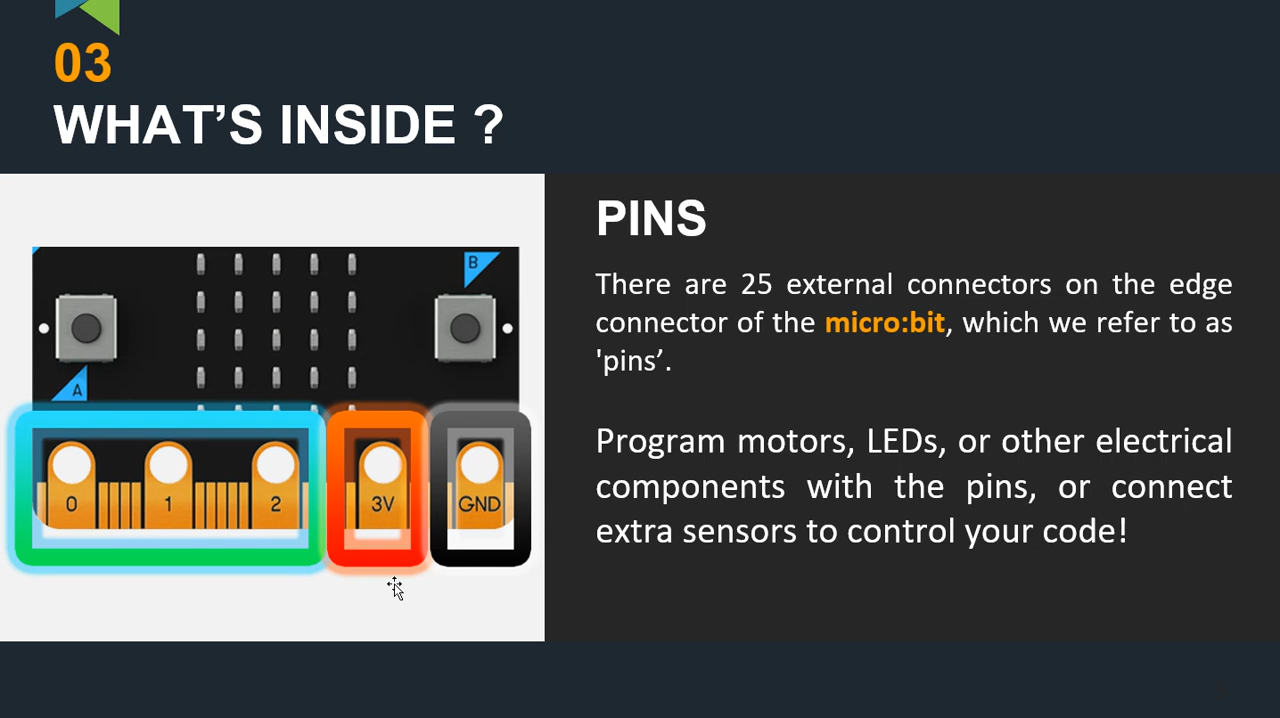 03
WHAT’S INSIDE ?
B
A
0 1 2 3V GND
PINS
There are 25 external connectors on the edge
connector of the micro:bit, which we refer to as
'pins’.
Program motors, LEDs, or other electrical
components with the pins, or connect
extra sensors to control your code!